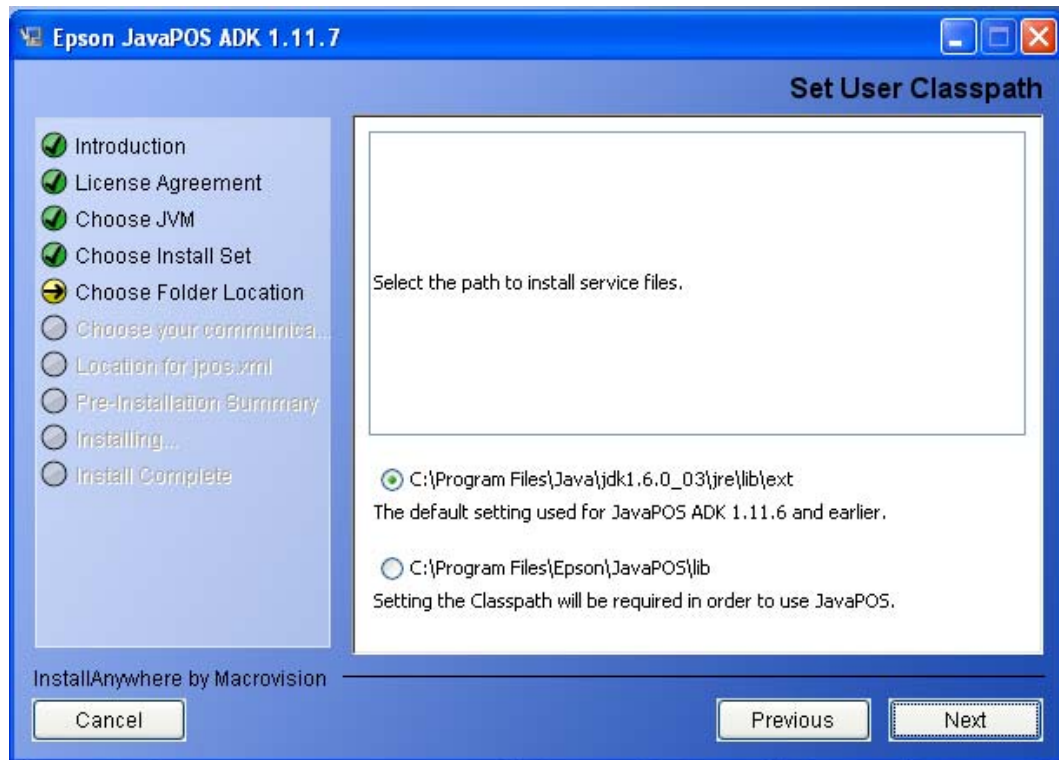 Epson JavaPOS ADK 1.11.7
Set User Classpath
Introduction
License Agreement
Choose JVM
Choose Install Set
Choose Folder Location
Choose your communica...
Location for jpos.xml
Pre-Installation Summary
Installing...
Install Complete
Select the path to install service files.
C:\Program Files\Java\jdk1.6.0_03\jre\lib\ext
The default setting used for JavaPOS ADK 1.11.6 and earlier.
C:\Program Files\Epson\JavaPOS\lib
Setting the Classpath will be required in order to use JavaPOS.
InstallAnywhere by Macrovision
Cancel
Previous
Next